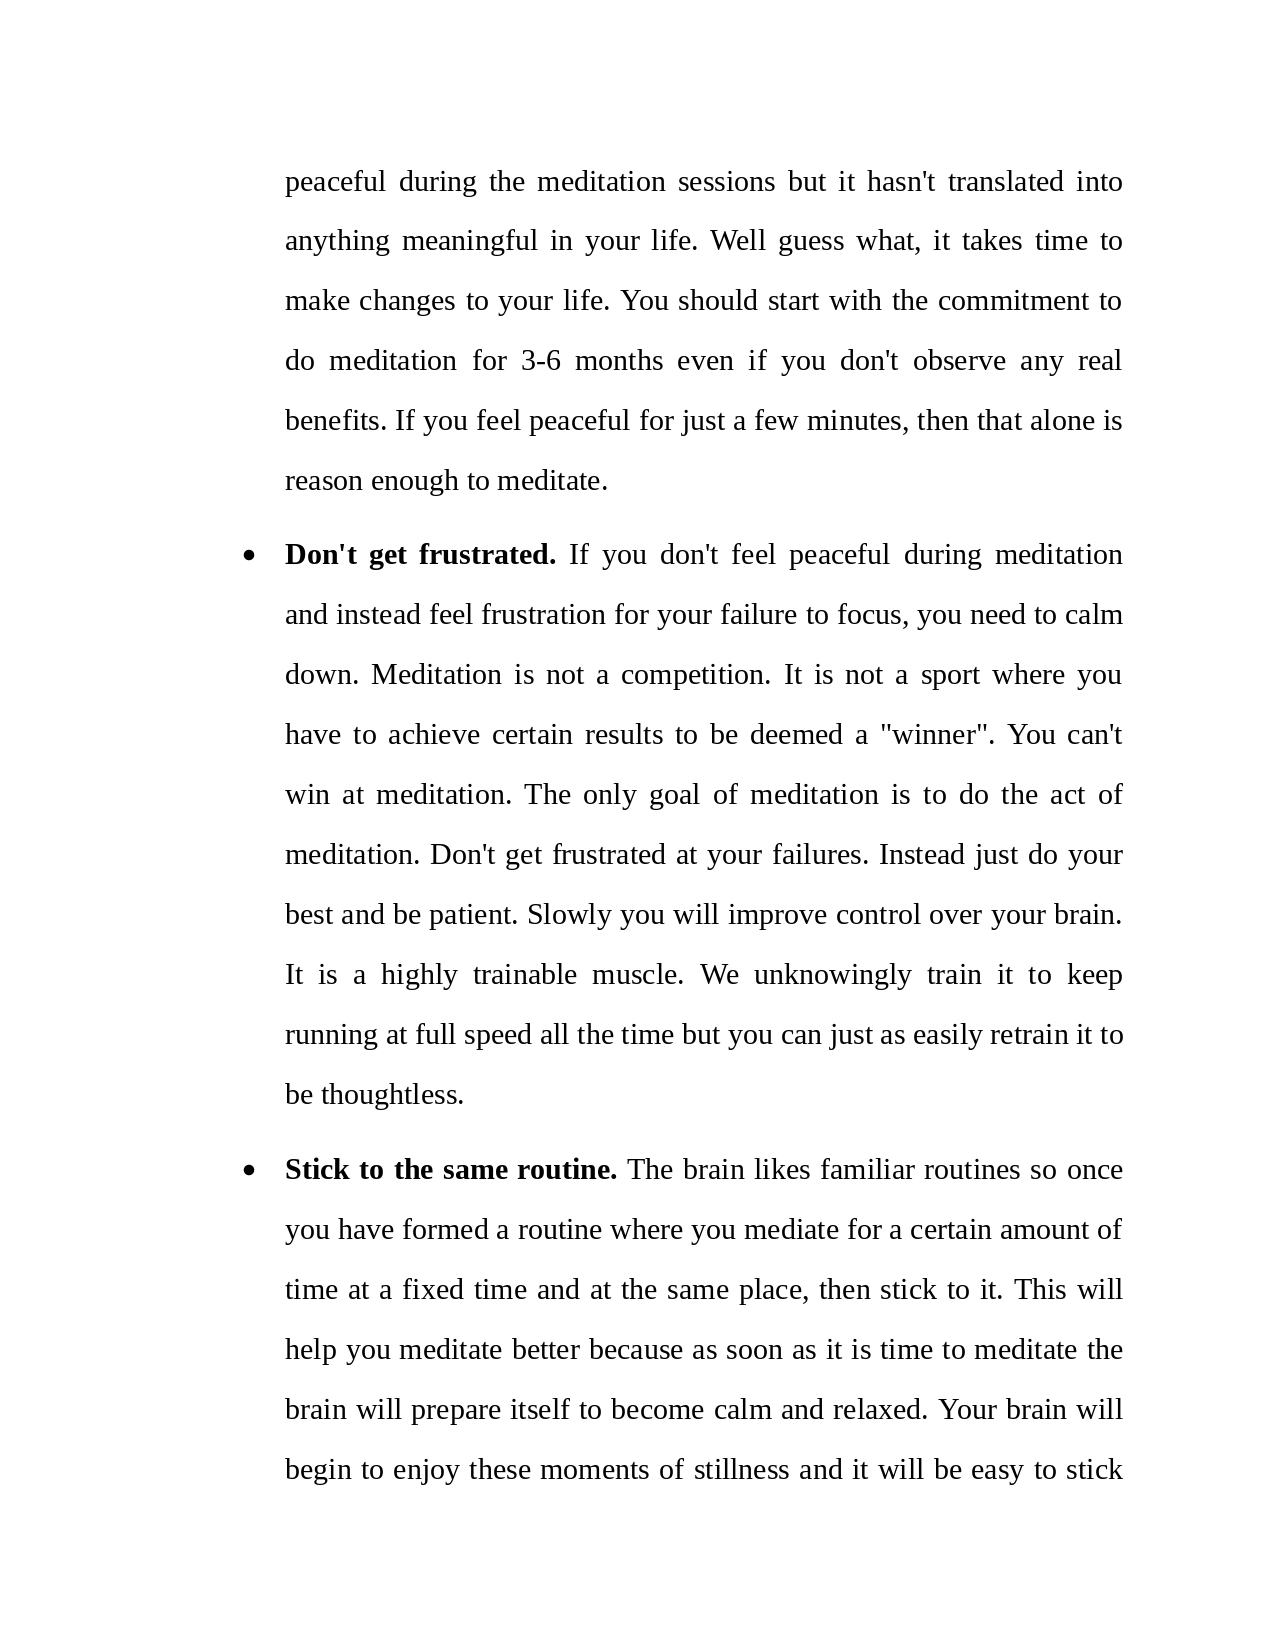 peaceful during the meditation sessions but it hasn't translated into
anything meaningful in your life. Well guess what, it takes time to
make changes to your life. You should start with the commitment to
do meditation for 3-6 months even if you don't observe any real
benefits. If you feel peaceful for just a few minutes, then that alone is
reason enough to meditate.
• Don't get frustrated. If you don't feel peaceful during meditation
and instead feel frustration for your failure to focus, you need to calm
down. Meditation is not a competition. It is not a sport where you
have to achieve certain results to be deemed a "winner". You can't
win at meditation. The only goal of meditation is to do the act of
meditation. Don't get frustrated at your failures. Instead just do your
best and be patient. Slowly you will improve control over your brain.
It is a highly trainable muscle. We unknowingly train it to keep
running at full speed all the time but you can just as easily retrain it to
be thoughtless.
• Stick to the same routine. The brain likes familiar routines so once
you have formed a routine where you mediate for a certain amount of
time at a fixed time and at the same place, then stick to it. This will
help you meditate better because as soon as it is time to meditate the
brain will prepare itself to become calm and relaxed. Your brain will
begin to enjoy these moments of stillness and it will be easy to stick